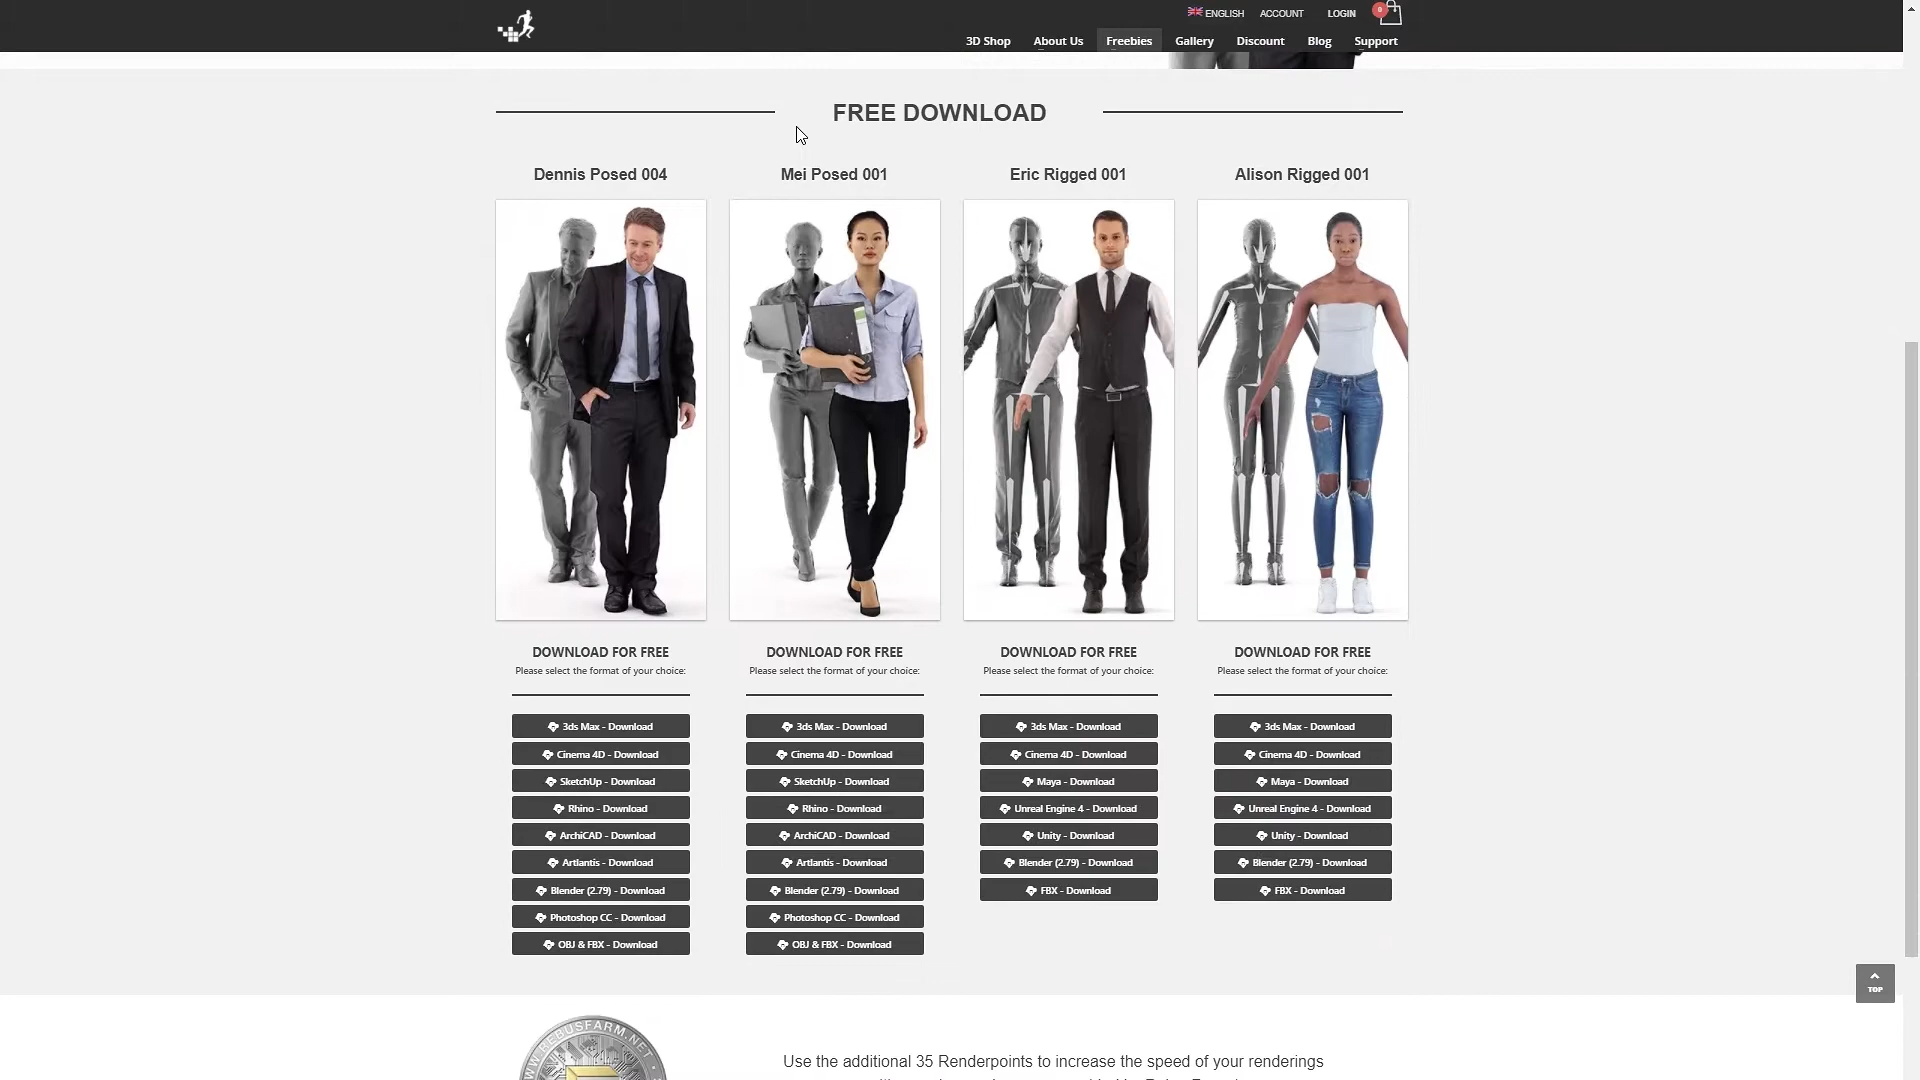 ENGLISH ACCOUNT LOGIN 0
3D Shop About Us Freebies Gallery Discount Blog Support
FREE DOWNLOAD
Dennis Posed 004 Mei Posed 001 Eric Rigged 001 Alison Rigged 001
DOWNLOAD FOR FREE DOWNLOAD FOR FREE DOWNLOAD FOR FREE DOWNLOAD FOR FREE
Please select the format of your choice: Please select the format of your choice: Please select the format of your choice: Please select the format of your choice:
3ds Max - Download 3ds Max - Download 3ds Max - Download 3ds Max - Download
Cinema 4D - Download Cinema 4D - Download Cinema 4D - Download Cinema 4D - Download
SketchUp - Download SketchUp - Download Maya - Download Maya - Download
Rhino - Download Rhino - Download Unreal Engine 4 - Download Unreal Engine 4 - Download
ArchiCAD - Download ArchiCAD - Download Unity - Download Unity - Download
Artlantis - Download Artlantis - Download Blender (2.79) - Download Blender (2.79) - Download
Blender (2.79) - Download Blender (2.79) - Download FBX - Download FBX - Download
Photoshop CC - Download Photoshop CC - Download
OBJ & FBX - Download OBJ & FBX - Download
TOP
WWW.REBUSFARM.NET
Use the additional 35 Renderpoints to increase the speed of your renderings